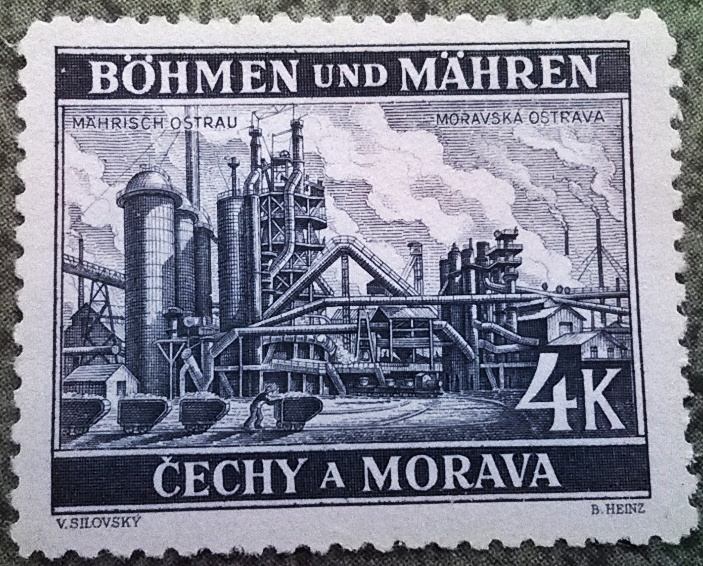 BÖHMEN UND MÄHREN
MÄHRISCH OSTRAU
MORAVSKÁ OSTRAVA
4K
ČECHY A MORAVA
V. SILOVSKÝ
B. HEINZ